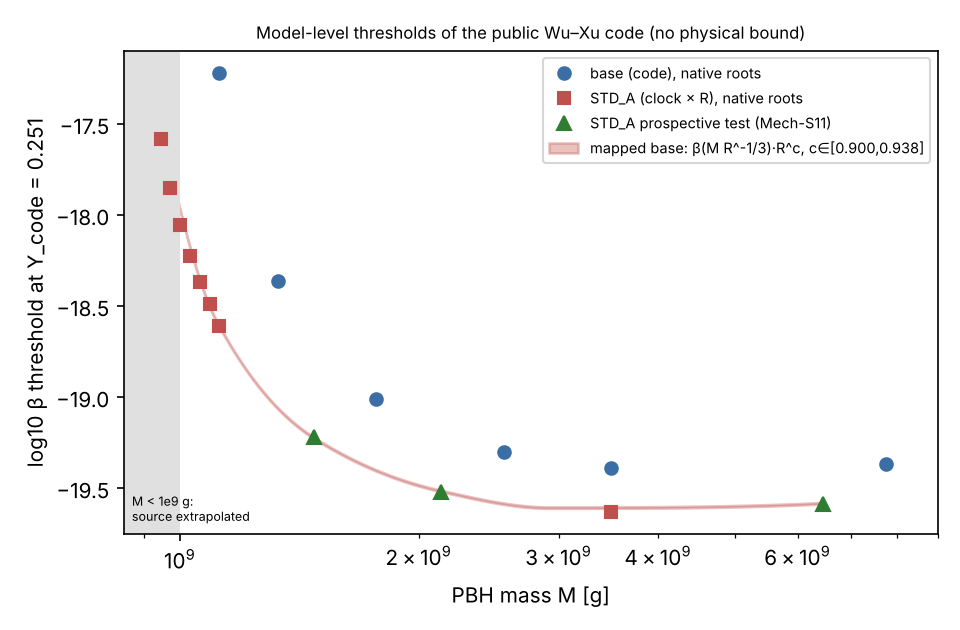 Model-level thresholds of the public Wu–Xu code (no physical bound)
base (code), native roots
STD_A (clock × R), native roots
STD_A prospective test (Mech-S11)
mapped base: β(M R^-1/3)·R^c, c∈[0.900,0.938]
log10 β threshold at Y_code = 0.251
−17.5
−18.0
−18.5
−19.0
−19.5
M < 1e9 g:
source extrapolated
10⁹
2 × 10⁹
3 × 10⁹
4 × 10⁹
6 × 10⁹
PBH mass M [g]